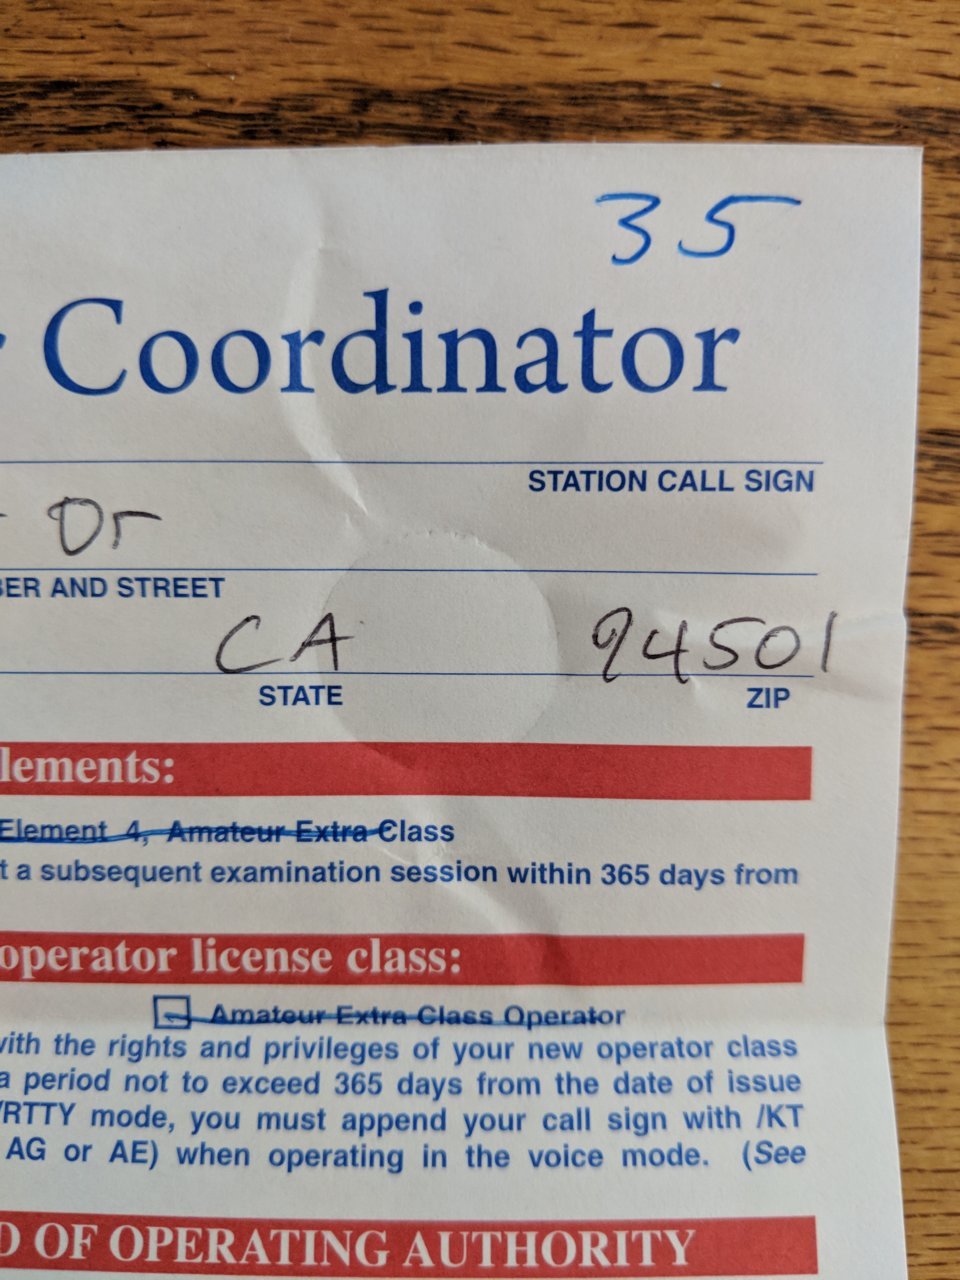 35
Coordinator
STATION CALL SIGN
Dr
BER AND STREET
CA 94501
STATE ZIP
lements:
Element 4, Amateur Extra Class
t a subsequent examination session within 365 days from
operator license class:
Amateur Extra Class Operator
with the rights and privileges of your new operator class
a period not to exceed 365 days from the date of issue
/RTTY mode, you must append your call sign with /KT
AG or AE) when operating in the voice mode. (See
D OF OPERATING AUTHORITY